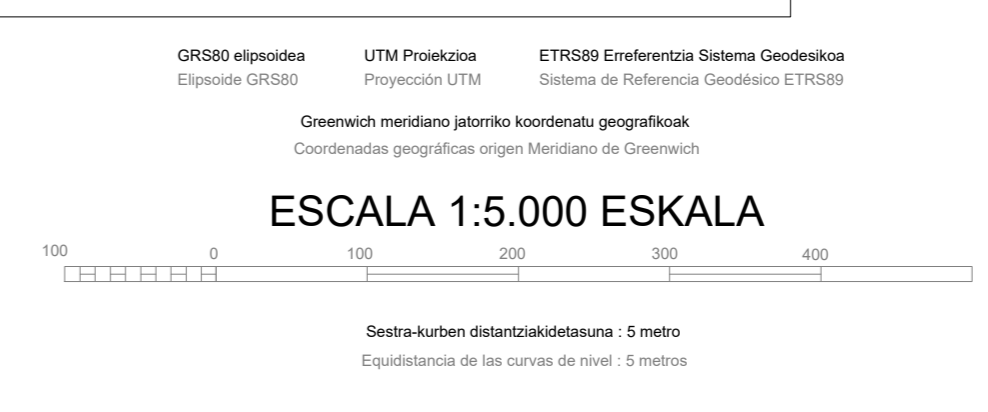 GRS80 elipsoidea UTM Proiekzioa ETRS89 Erreferentzia Sistema Geodesikoa
Elipsoide GRS80 Proyección UTM Sistema de Referencia Geodésico ETRS89
Greenwich meridiano jatorriko koordenatu geografikoak
Coordenadas geográficas origen Meridiano de Greenwich
ESCALA 1:5.000 ESKALA
100 0 100 200 300 400
Sestra-kurben distantziakidetasuna : 5 metro
Equidistancia de las curvas de nivel : 5 metros